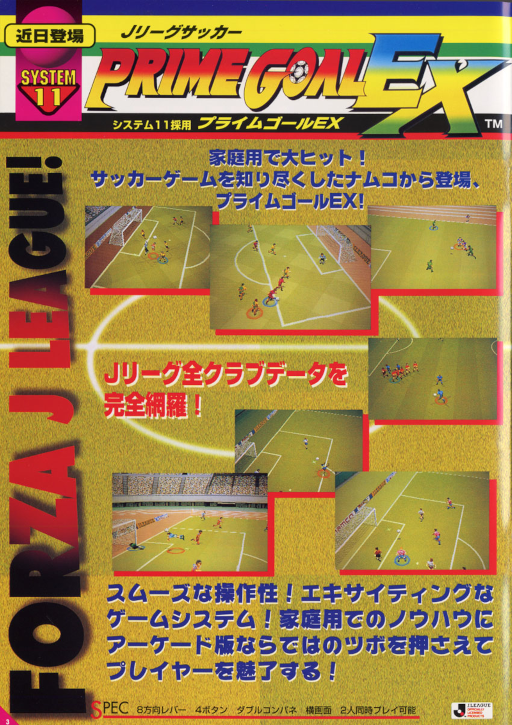 近日登場
SYSTEM
11
Jリーグサッカー
PRIME GOAL EX
TM
システム11採用 プライムゴールEX
家庭用で大ヒット！
サッカーゲームを知り尽くしたナムコから登場、
プライムゴールEX!
FORZA J LEAGUE!
Jリーグ全クラブデータを
完全網羅！
スムーズな操作性！エキサイティングな
ゲームシステム！家庭用でのノウハウに
アーケード版ならではのツボを押さえて
プレイヤーを魅了する！
SPEC 8方向レバー 4ボタン ダブルコンパネ 横画面 2人同時プレイ可能
J.LEAGUE
OFFICIALLY
LICENSED
PRODUCTS
3